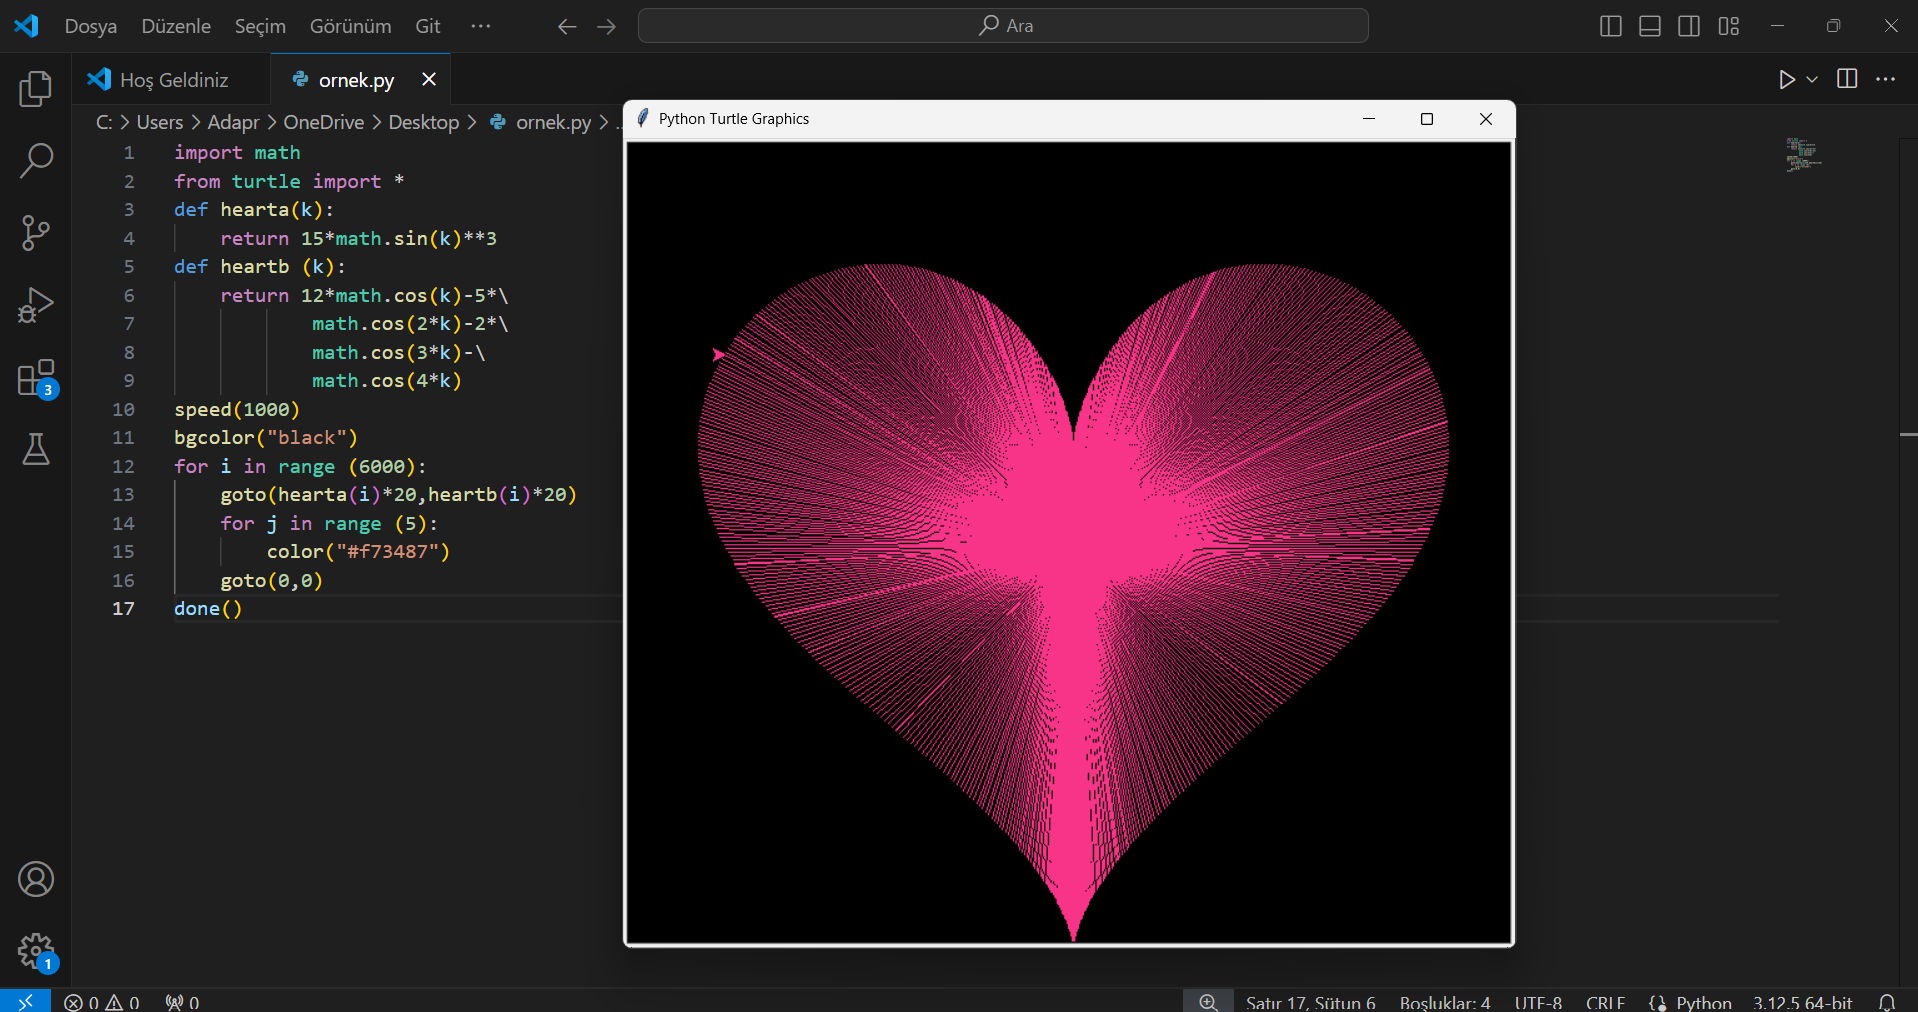 Dosya Düzenle Seçim Görünüm Git ··· Ara
Hoş Geldiniz ornek.py
C: > Users > Adapr > OneDrive > Desktop > ornek.py > ..
Python Turtle Graphics
1 import math
2 from turtle import *
3 def hearta(k):
4 return 15*math.sin(k)**3
5 def heartb (k):
6 return 12*math.cos(k)-5*\
7 math.cos(2*k)-2*\
8 math.cos(3*k)-\
9 math.cos(4*k)
10 speed(1000)
11 bgcolor("black")
12 for i in range (6000):
13 goto(hearta(i)*20,heartb(i)*20)
14 for j in range (5):
15 color("#f73487")
16 goto(0,0)
17 done()
3
1
0 0 0 Satır 17, Sütun 6 Boşluklar: 4 UTF-8 CRLF Python 3.12.5 64-bit